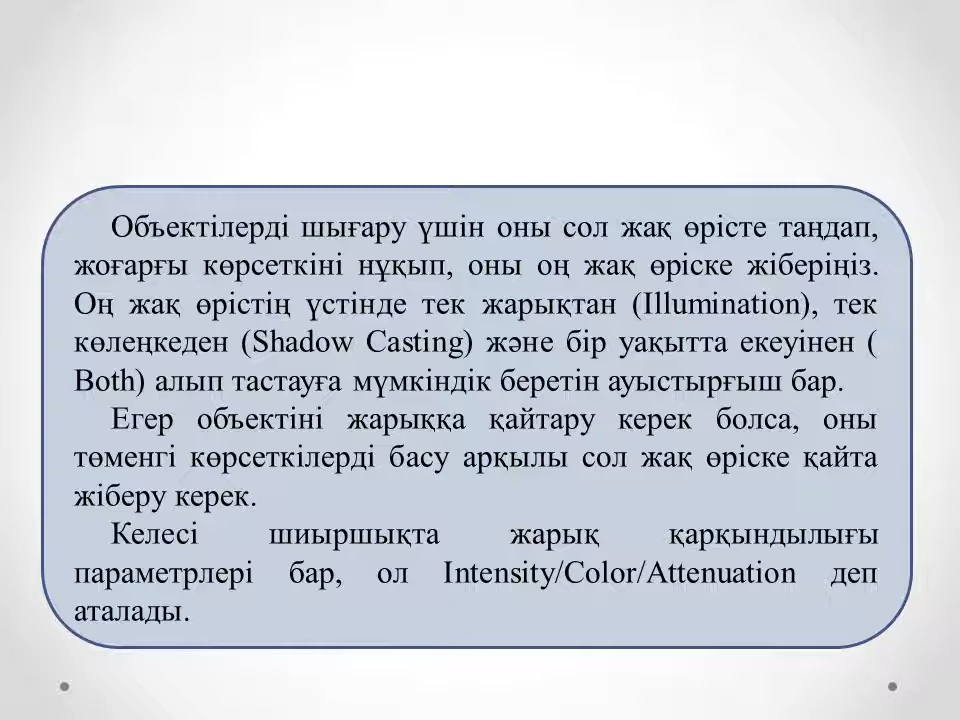 Объектілерді шығару үшін оны сол жақ өрісте таңдап,
жоғарғы көрсеткіні нұқып, оны оң жақ өріске жіберіңіз.
Оң жақ өрістің үстінде тек жарықтан (Illumination), тек
көлеңкеден (Shadow Casting) және бір уақытта екеуінен (
Both) алып тастауға мүмкіндік беретін ауыстырғыш бар.
Егер объектіні жарыққа қайтару керек болса, оны
төменгі көрсеткілерді басу арқылы сол жақ өріске қайта
жіберу керек.
Келесі шиыршықта жарық қарқындылығы
параметрлері бар, ол Intensity/Color/Attenuation деп
аталады.